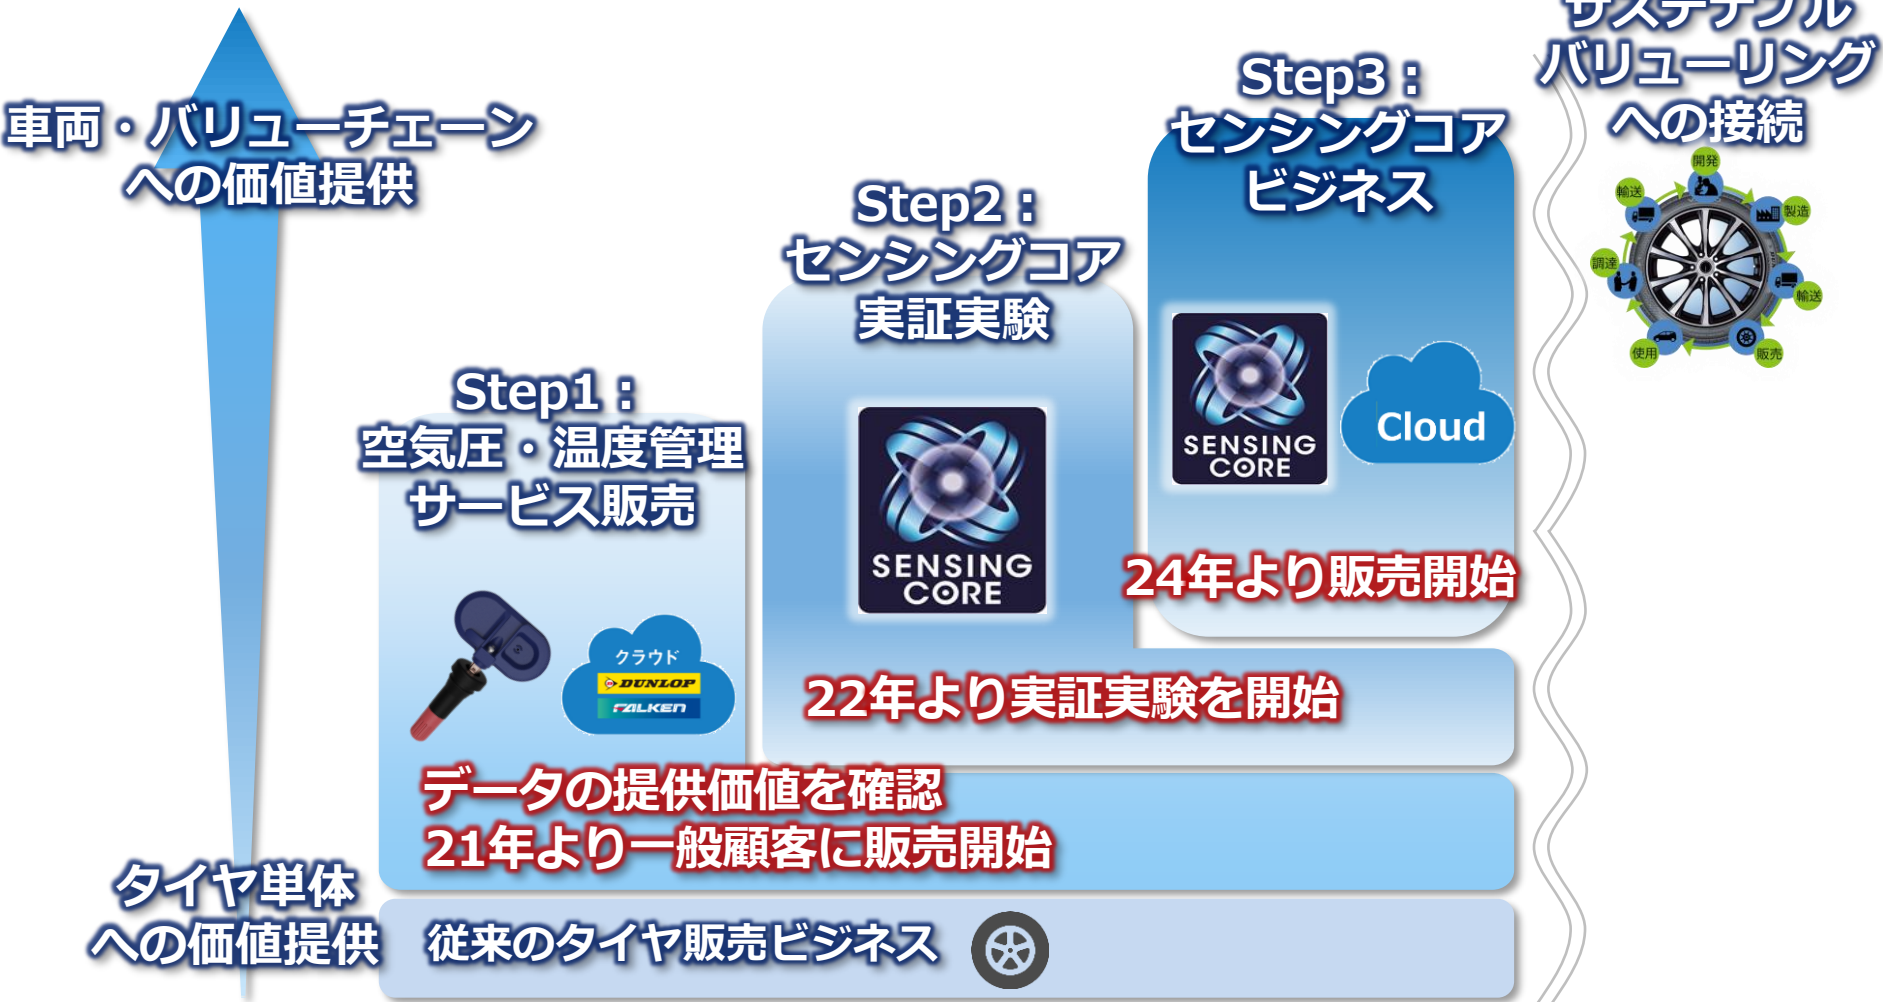 車両・バリューチェーン
への価値提供
タイヤ単体
への価値提供
Step1：
空気圧・温度管理
サービス販売
クラウド
DUNLOP
FALKEN
データの提供価値を確認
21年より一般顧客に販売開始
従来のタイヤ販売ビジネス
Step2：
センシングコア
実証実験
SENSING
CORE
22年より実証実験を開始
Step3：
センシングコア
ビジネス
SENSING
CORE
Cloud
24年より販売開始
サステナブル
バリューリング
への接続
開発
製造
輸送
販売
使用
調達
輸送